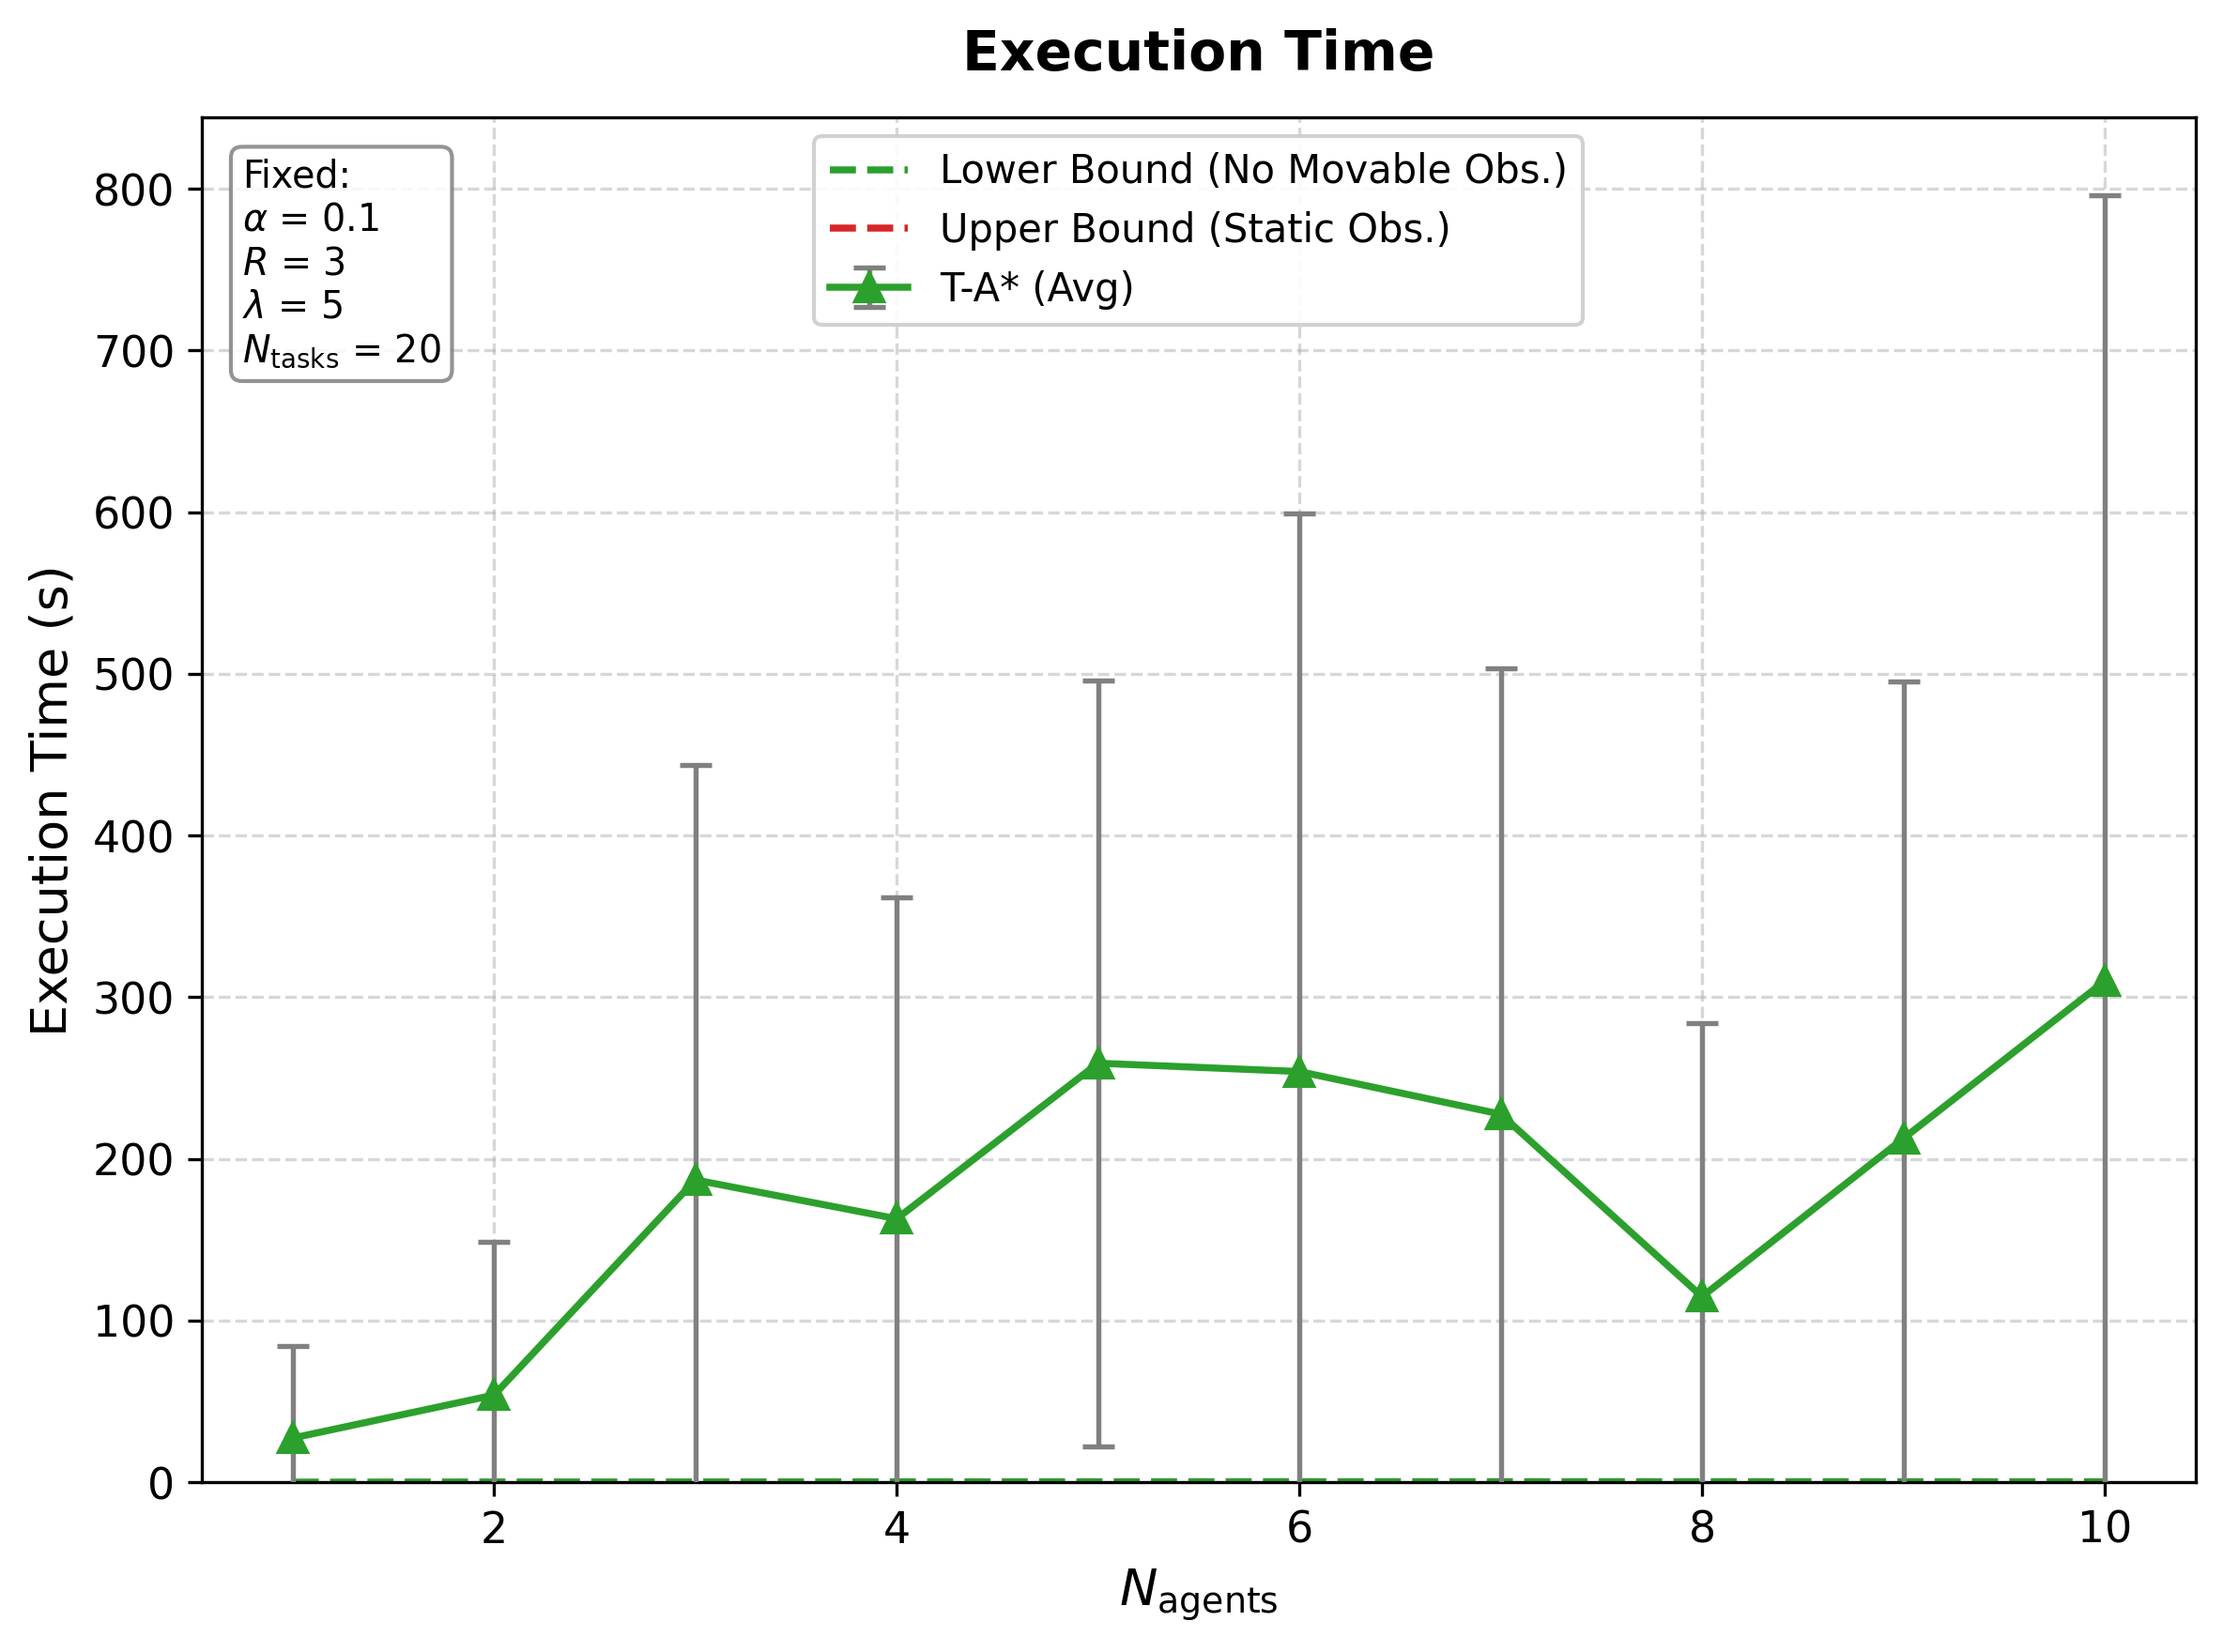 Execution Time
Fixed:
α = 0.1
R = 3
λ = 5
N_tasks = 20
Lower Bound (No Movable Obs.)
Upper Bound (Static Obs.)
T-A* (Avg)
Execution Time (s)
800
700
600
500
400
300
200
100
0
2 4 6 8 10
N_agents